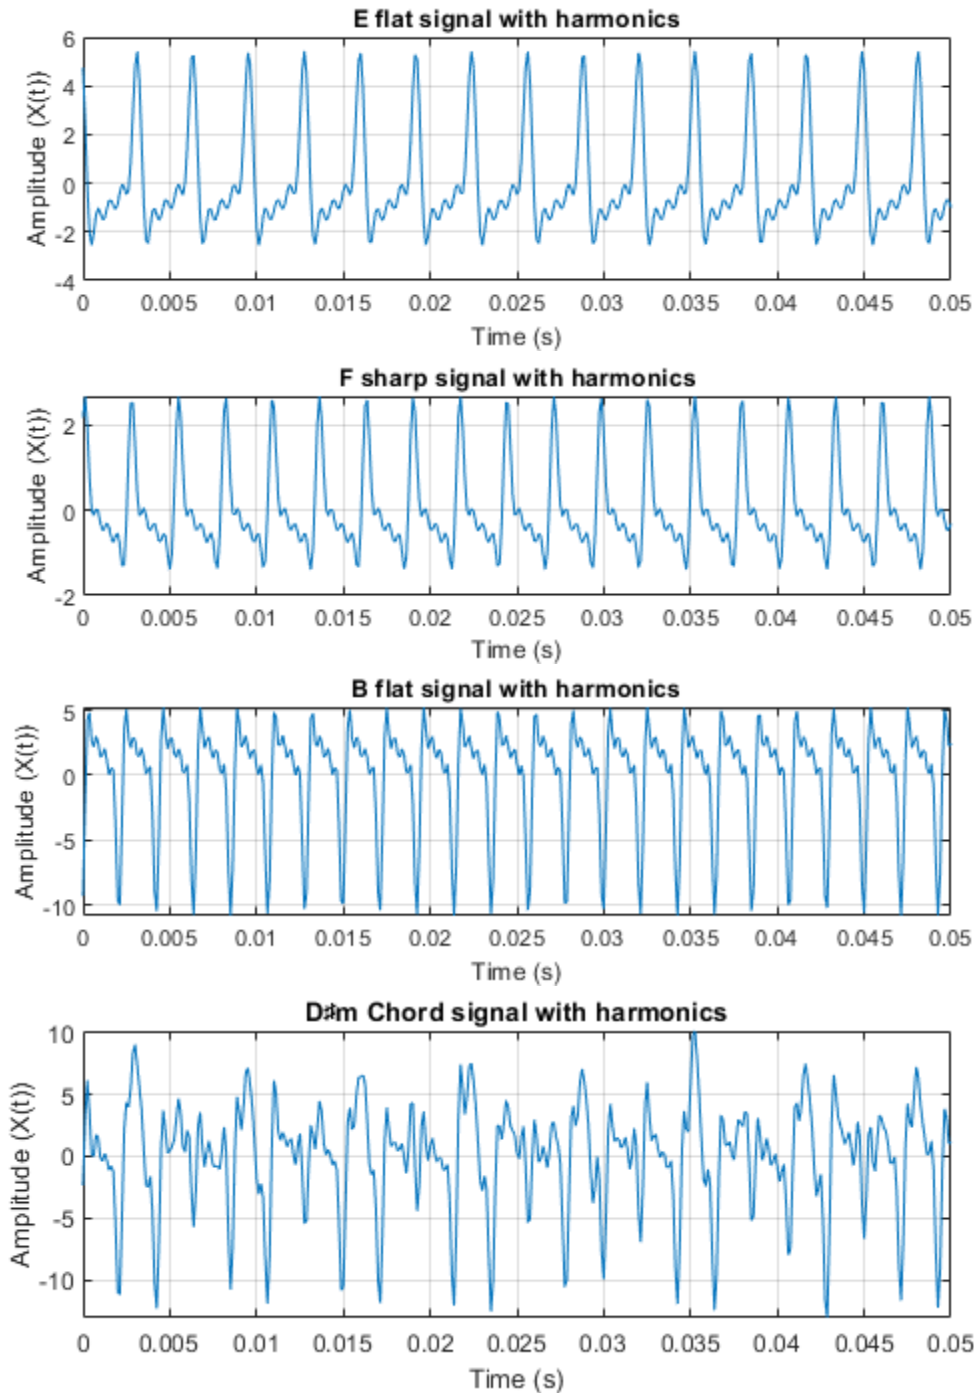 E flat signal with harmonics
6
4
2
0
-2
-4
Amplitude (X(t))
0 0.005 0.01 0.015 0.02 0.025 0.03 0.035 0.04 0.045 0.05
Time (s)
F sharp signal with harmonics
2
0
-2
Amplitude (X(t))
0 0.005 0.01 0.015 0.02 0.025 0.03 0.035 0.04 0.045 0.05
Time (s)
B flat signal with harmonics
5
0
-5
-10
Amplitude (X(t))
0 0.005 0.01 0.015 0.02 0.025 0.03 0.035 0.04 0.045 0.05
Time (s)
D♯m Chord signal with harmonics
10
5
0
-5
-10
Amplitude (X(t))
0 0.005 0.01 0.015 0.02 0.025 0.03 0.035 0.04 0.045 0.05
Time (s)